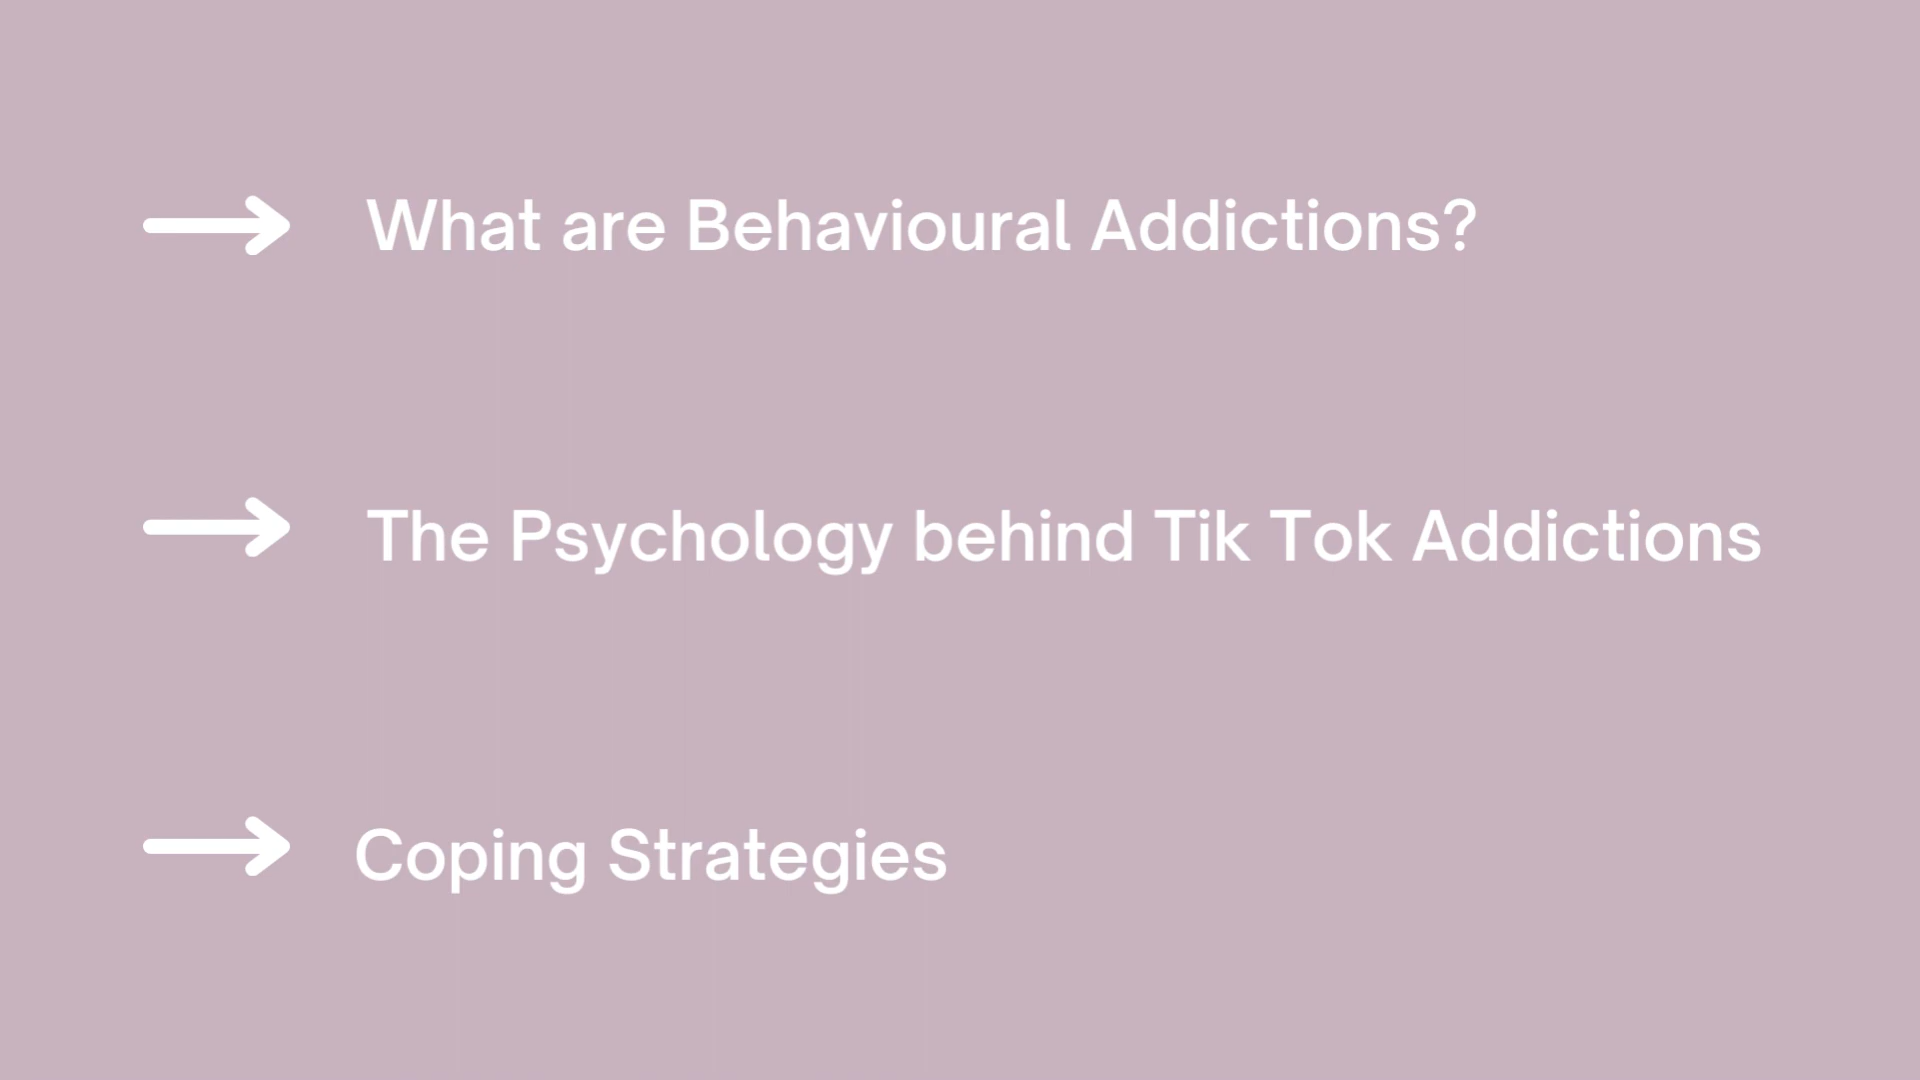 What are Behavioural Addictions?
The Psychology behind Tik Tok Addictions
Coping Strategies